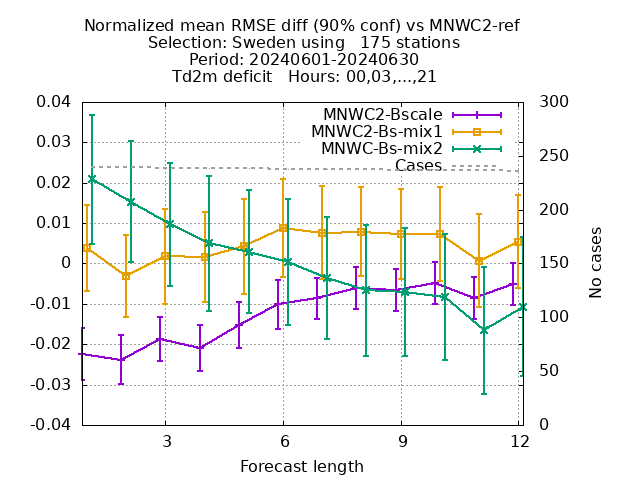 Normalized mean RMSE diff (90% conf) vs MNWC2-ref
Selection: Sweden using   175 stations
Period: 20240601-20240630
Td2m deficit   Hours: 00,03,...,21
MNWC2-Bscale
MNWC2-Bs-mix1
MNWC-Bs-mix2
Cases
0.04
0.03
0.02
0.01
0
-0.01
-0.02
-0.03
-0.04
300
250
200
150
100
50
0
No cases
3
6
9
12
Forecast length